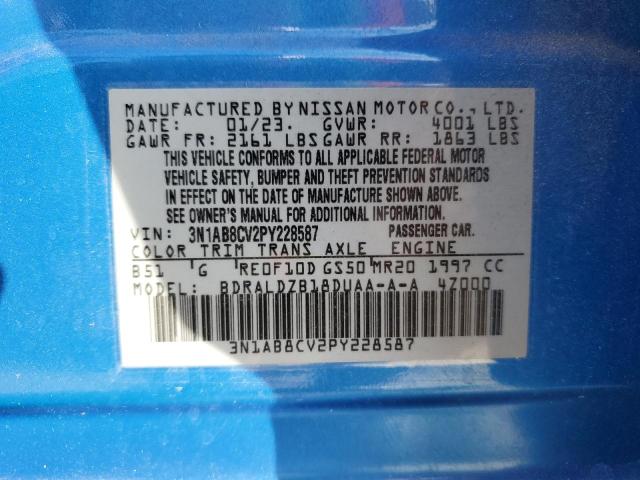 MANUFACTURED BY NISSAN MOTOR CO., LTD.
DATE: 01/23. GVWR: 4001 LBS
GAWR FR: 2161 LBS GAWR RR: 1863 LBS
THIS VEHICLE CONFORMS TO ALL APPLICABLE FEDERAL MOTOR
VEHICLE SAFETY, BUMPER AND THEFT PREVENTION STANDARDS
IN EFFECT ON THE DATE OF MANUFACTURE SHOWN ABOVE.
SEE OWNER'S MANUAL FOR ADDITIONAL INFORMATION.
VIN: 3N1AB8CV2PY228587 PASSENGER CAR.
COLOR TRIM TRANS AXLE ENGINE
B51 G RE0F10D GS50 MR20 1997 CC
MODEL: BDRALDZB18DUAA-A-A 4Z000
3N1AB8CV2PY228587